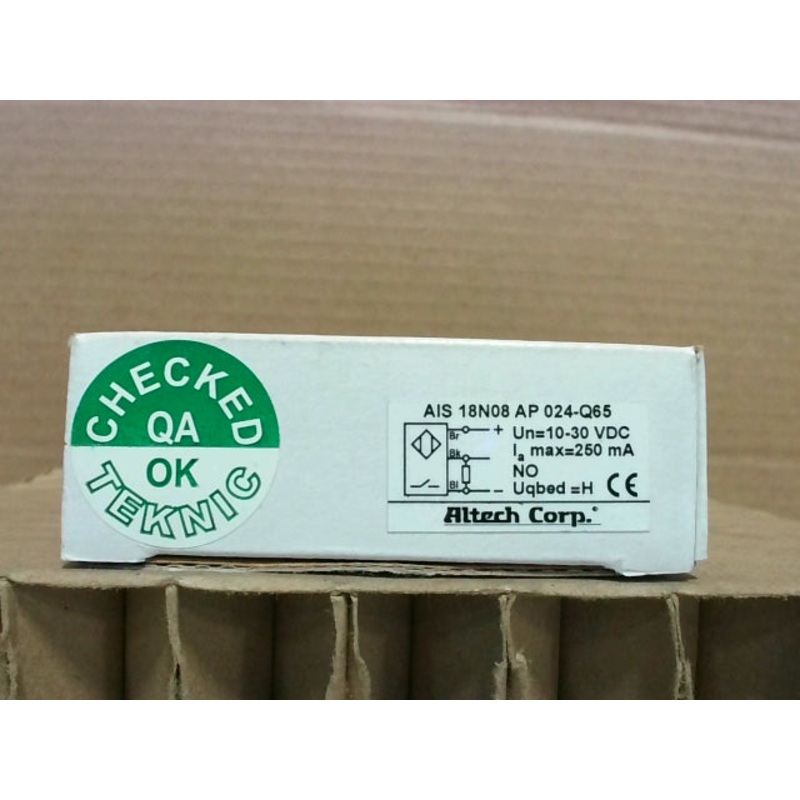 CHECKED
QA
OK
TEKNIC
AIS 18N08 AP 024-Q65
Br + Un=10-30 VDC
Bk Ia max=250 mA
NO
Bl – Uqbed =H CE
Altech Corp.